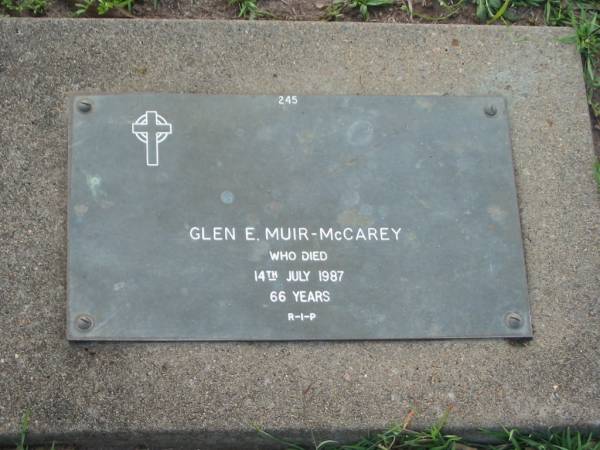 245
GLEN E. MUIR-McCAREY
WHO DIED
14TH JULY 1987
66 YEARS
R-I-P